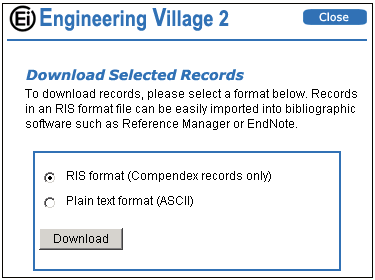 Ei Engineering Village 2
Close
Download Selected Records
To download records, please select a format below. Records
in an RIS format file can be easily imported into bibliographic
software such as Reference Manager or EndNote.
RIS format (Compendex records only)
Plain text format (ASCII)
Download